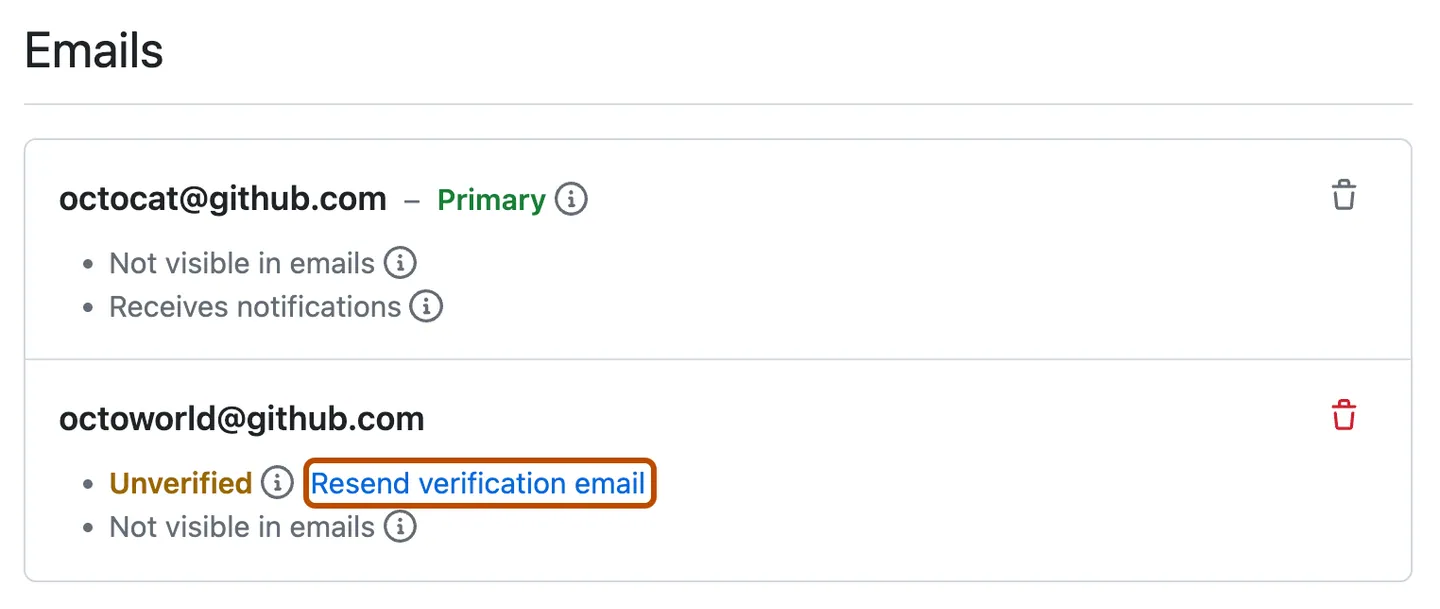 Emails
octocat@github.com – Primary
Not visible in emails
Receives notifications
octoworld@github.com
Unverified Resend verification email
Not visible in emails